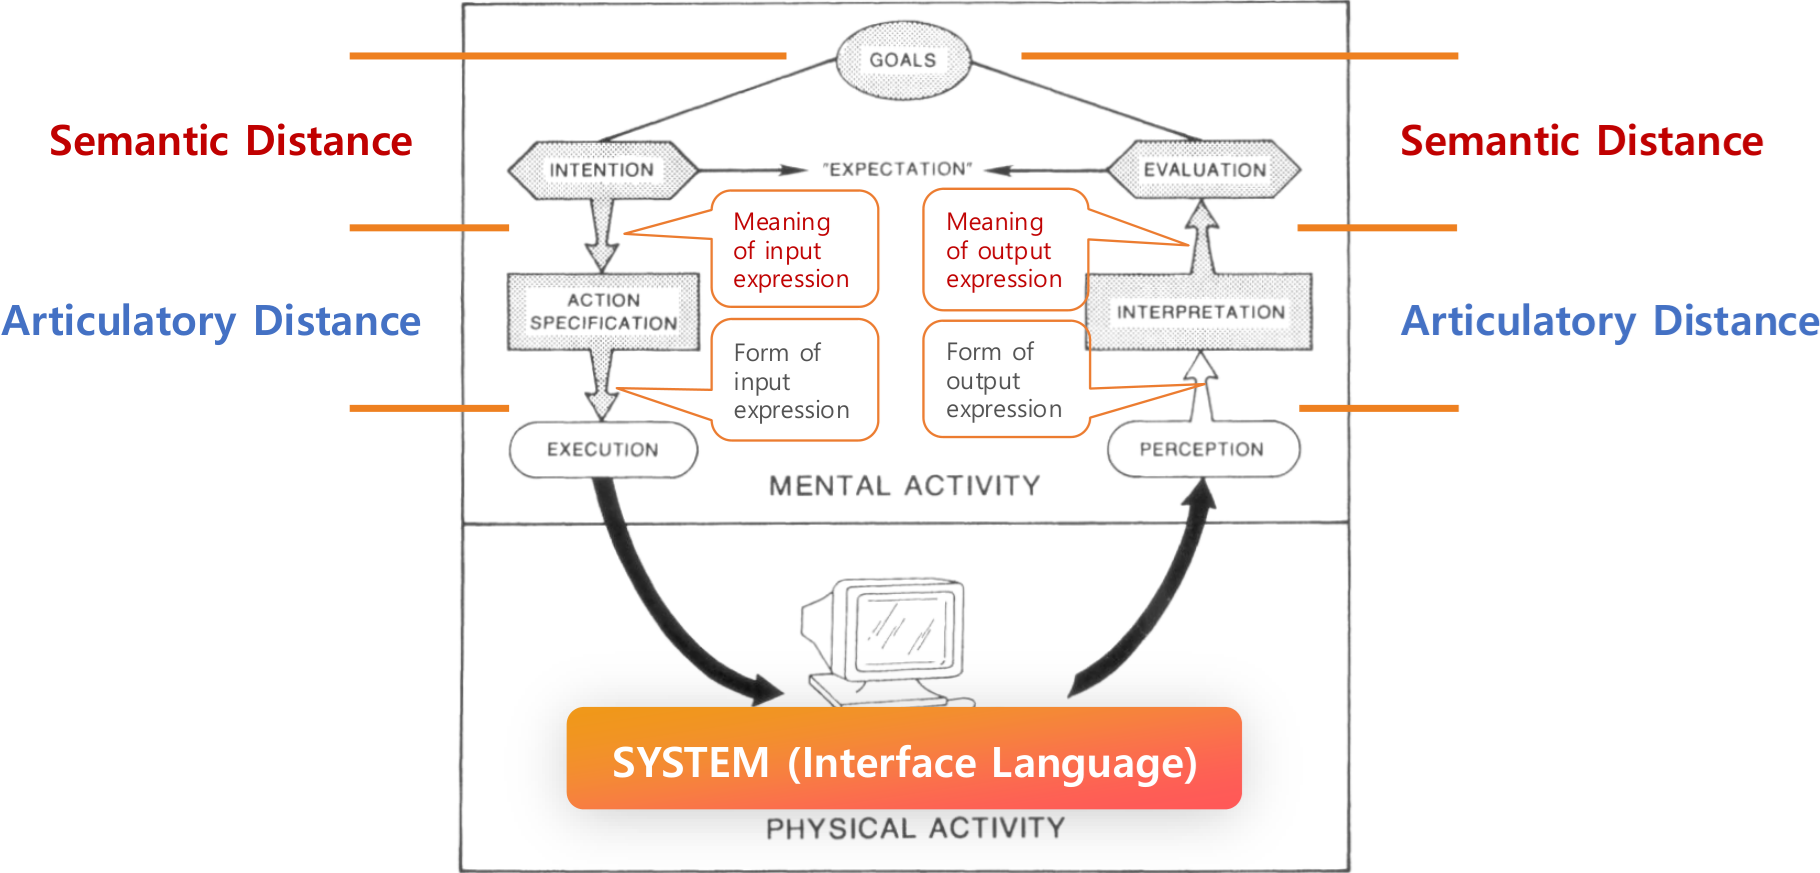 GOALS
Semantic Distance
Semantic Distance
INTENTION
"EXPECTATION"
EVALUATION
Meaning
of input
expression
Meaning
of output
expression
Articulatory Distance
ACTION
SPECIFICATION
INTERPRETATION
Articulatory Distance
Form of
input
expression
Form of
output
expression
EXECUTION
PERCEPTION
MENTAL ACTIVITY
SYSTEM (Interface Language)
PHYSICAL ACTIVITY